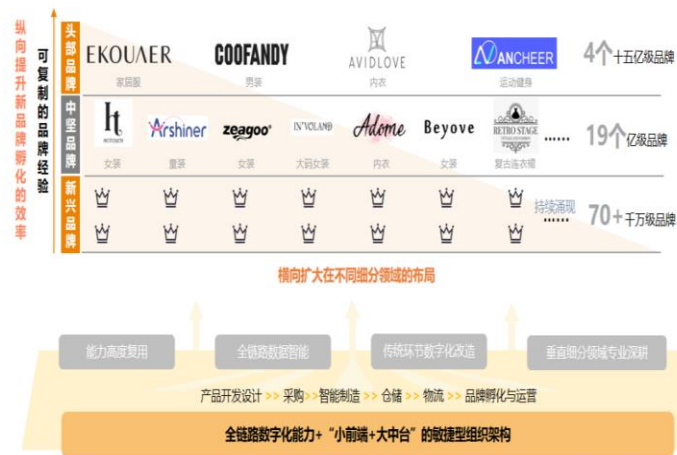 纵向提升新品牌孵化的效率
可复制的品牌经验
头部品牌
EKOUAER
COOFANDY
AVIDLOVE
ANCHEER
4个十五亿级品牌
家居服
男装
内衣
运动健身
中坚品牌
Ht
Arshiner
zeagoo
IN'VOLAND
Adome
Beyove
RETRO STAGE
......
19个亿级品牌
女装
童装
女装
大码女装
内衣
女装
复古连衣裙
新兴品牌
持续涌现
......
70+千万级品牌
横向扩大在不同细分领域的布局
能力高度复用
全链路数据智能
传统环节数字化改造
垂直细分领域专业深耕
产品开发设计 >> 采购>>智能制造 >> 仓储 >> 物流 >> 品牌孵化与运营
全链路数字化能力+ “小前端+大中台”的敏捷型组织架构